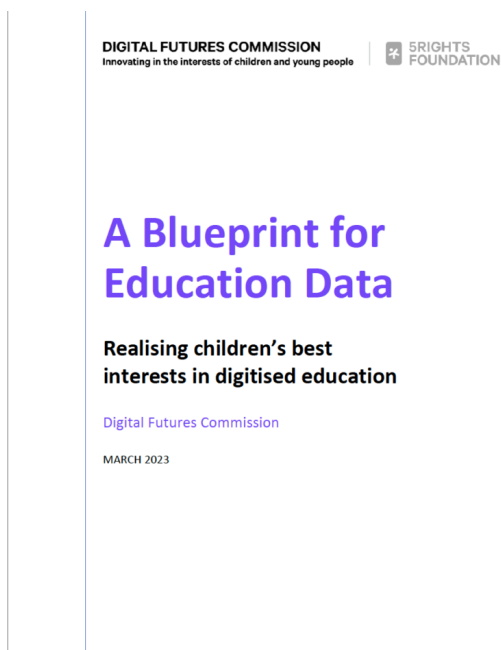 DIGITAL FUTURES COMMISSION
Innovating in the interests of children and young people
5RIGHTS
FOUNDATION
A Blueprint for
Education Data
Realising children's best
interests in digitised education
Digital Futures Commission
MARCH 2023